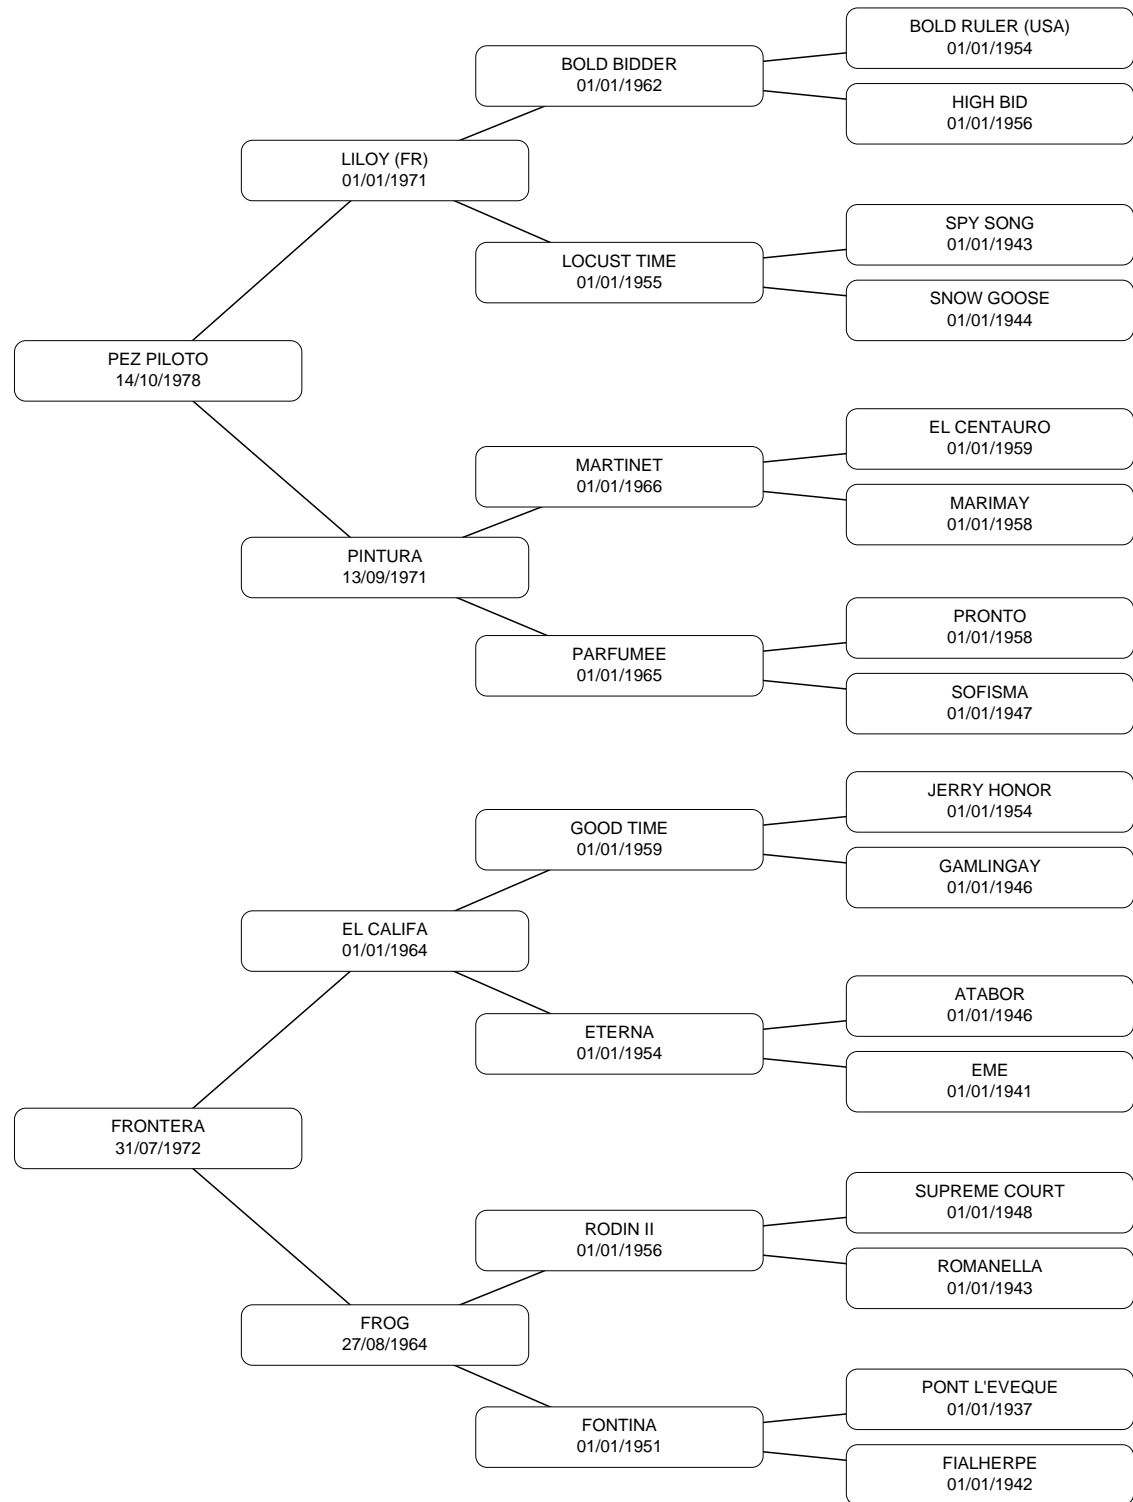 BOLD RULER (USA)
01/01/1954
BOLD BIDDER
01/01/1962
HIGH BID
01/01/1956
LILOY (FR)
01/01/1971
SPY SONG
01/01/1943
LOCUST TIME
01/01/1955
SNOW GOOSE
01/01/1944
PEZ PILOTO
14/10/1978
EL CENTAURO
01/01/1959
MARTINET
01/01/1966
MARIMAY
01/01/1958
PINTURA
13/09/1971
PRONTO
01/01/1958
PARFUMEE
01/01/1965
SOFISMA
01/01/1947
JERRY HONOR
01/01/1954
GOOD TIME
01/01/1959
GAMLINGAY
01/01/1946
EL CALIFA
01/01/1964
ATABOR
01/01/1946
ETERNA
01/01/1954
EME
01/01/1941
FRONTERA
31/07/1972
SUPREME COURT
01/01/1948
RODIN II
01/01/1956
ROMANELLA
01/01/1943
FROG
27/08/1964
PONT L'EVEQUE
01/01/1937
FONTINA
01/01/1951
FIALHERPE
01/01/1942